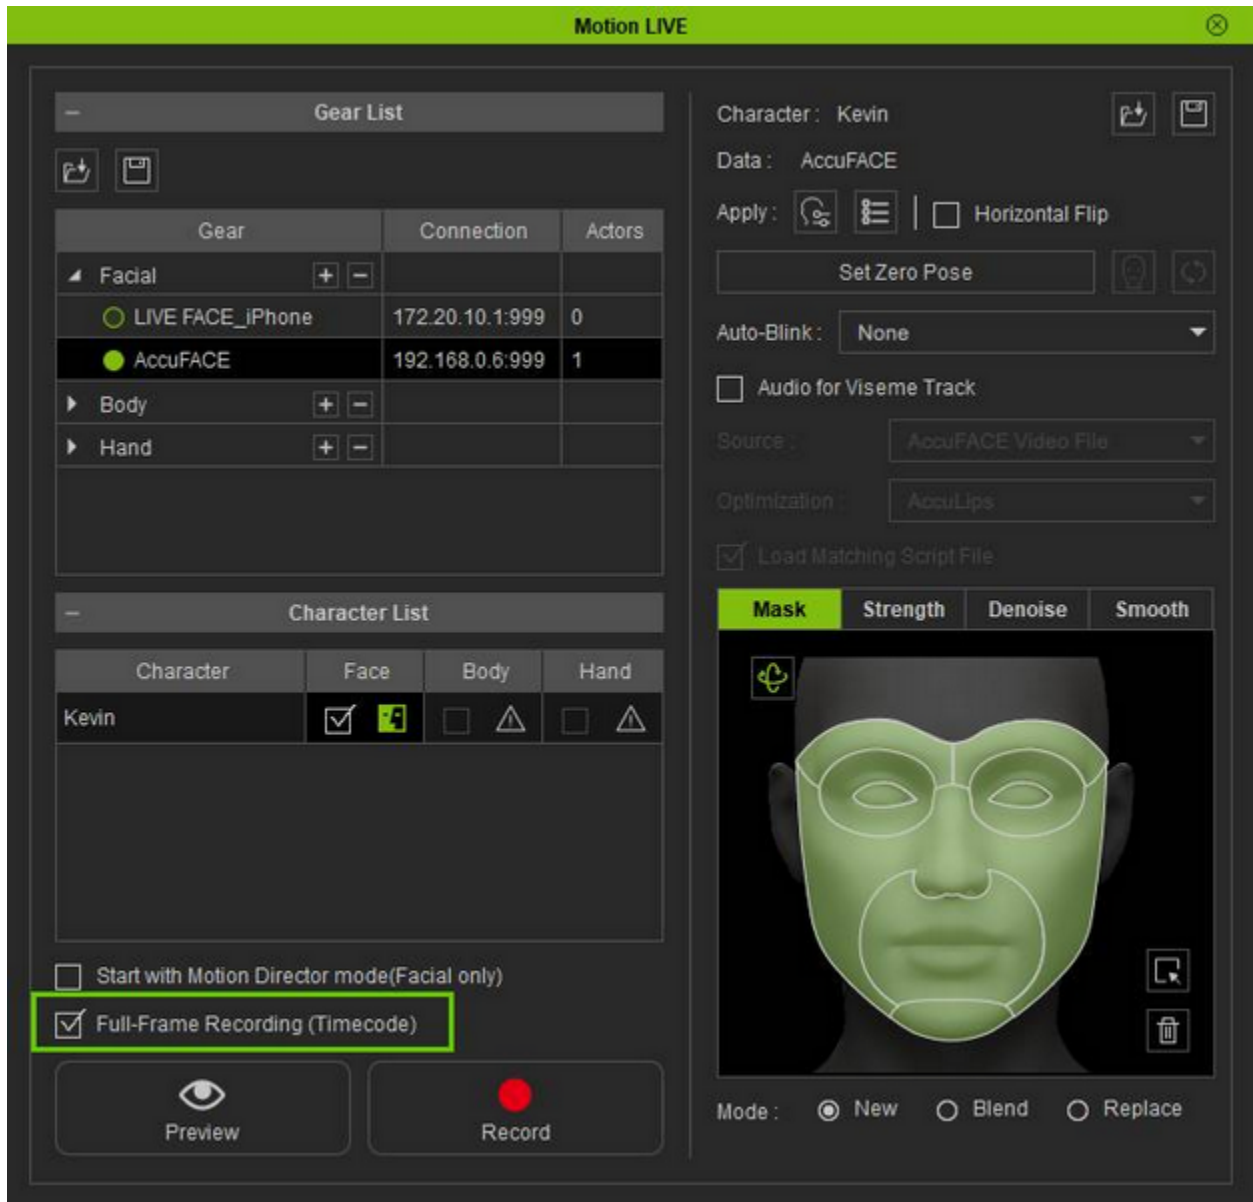 Motion LIVE
Gear List
Gear Connection Actors
Facial
LIVE FACE_iPhone 172.20.10.1:999 0
AccuFACE 192.168.0.6:999 1
Body
Hand
Character List
Character Face Body Hand
Kevin
Start with Motion Director mode(Facial only)
Full-Frame Recording (Timecode)
Preview Record
Character : Kevin
Data : AccuFACE
Apply : Horizontal Flip
Set Zero Pose
Auto-Blink : None
Audio for Viseme Track
Source : AccuFACE Video File
Optimization : AccuLips
Load Matching Script File
Mask Strength Denoise Smooth
Mode : New Blend Replace